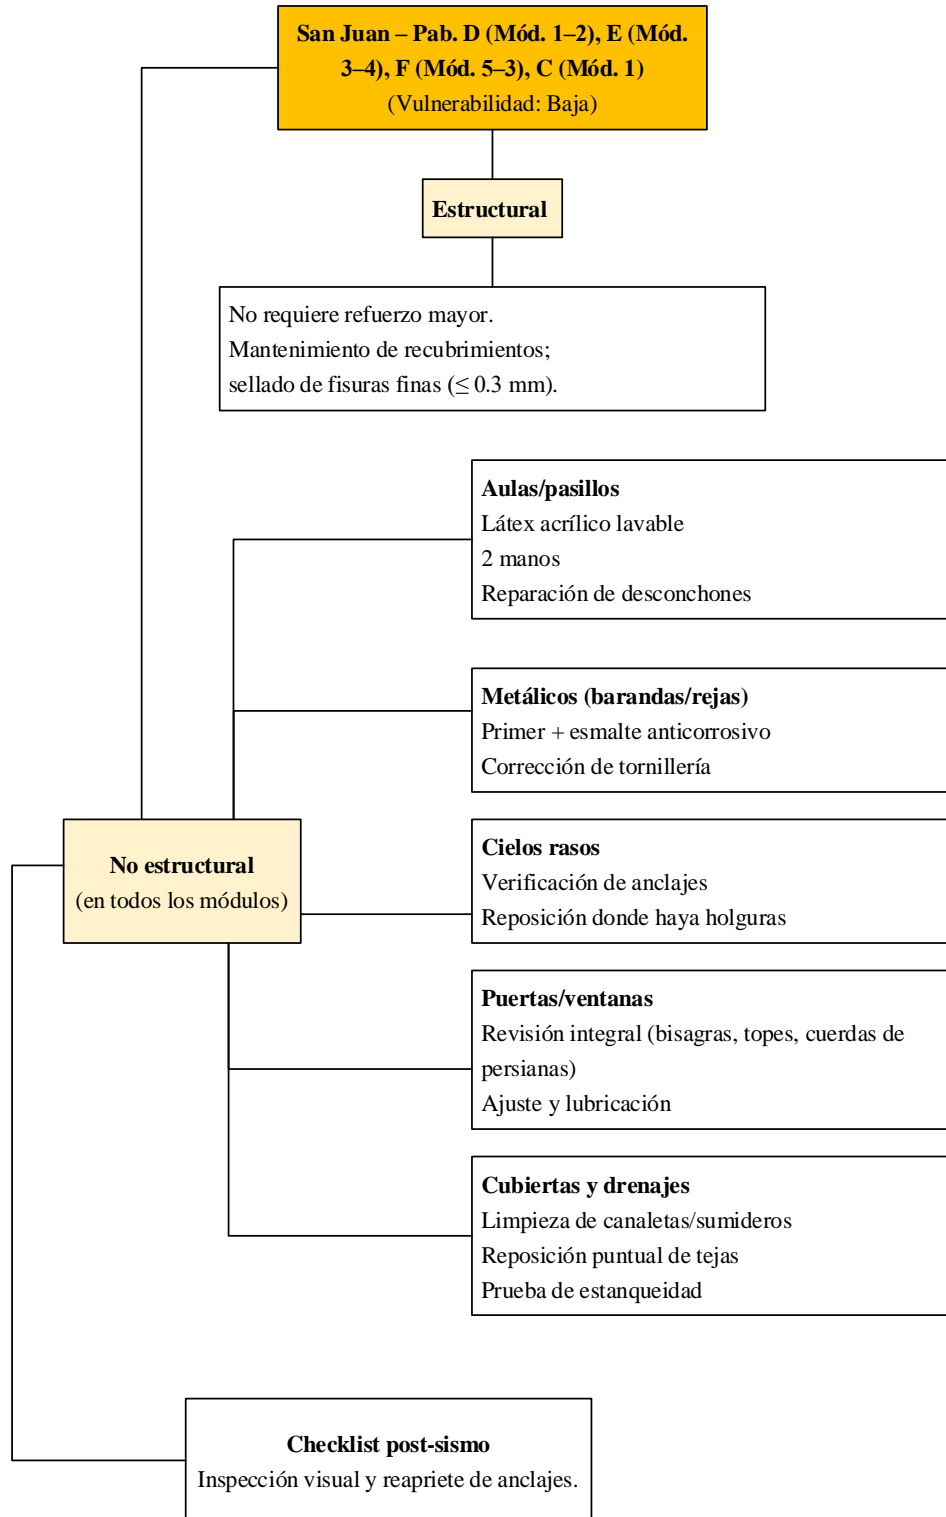 San Juan – Pab. D (Mód. 1–2), E (Mód.
3–4), F (Mód. 5–3), C (Mód. 1)
(Vulnerabilidad: Baja)
Estructural
No requiere refuerzo mayor.
Mantenimiento de recubrimientos;
sellado de fisuras finas (≤ 0.3 mm).
Aulas/pasillos
Látex acrílico lavable
2 manos
Reparación de desconchones
Metálicos (barandas/rejas)
Primer + esmalte anticorrosivo
Corrección de tornillería
No estructural
(en todos los módulos)
Cielos rasos
Verificación de anclajes
Reposición donde haya holguras
Puertas/ventanas
Revisión integral (bisagras, topes, cuerdas de
persianas)
Ajuste y lubricación
Cubiertas y drenajes
Limpieza de canaletas/sumideros
Reposición puntual de tejas
Prueba de estanqueidad
Checklist post-sismo
Inspección visual y reapriete de anclajes.